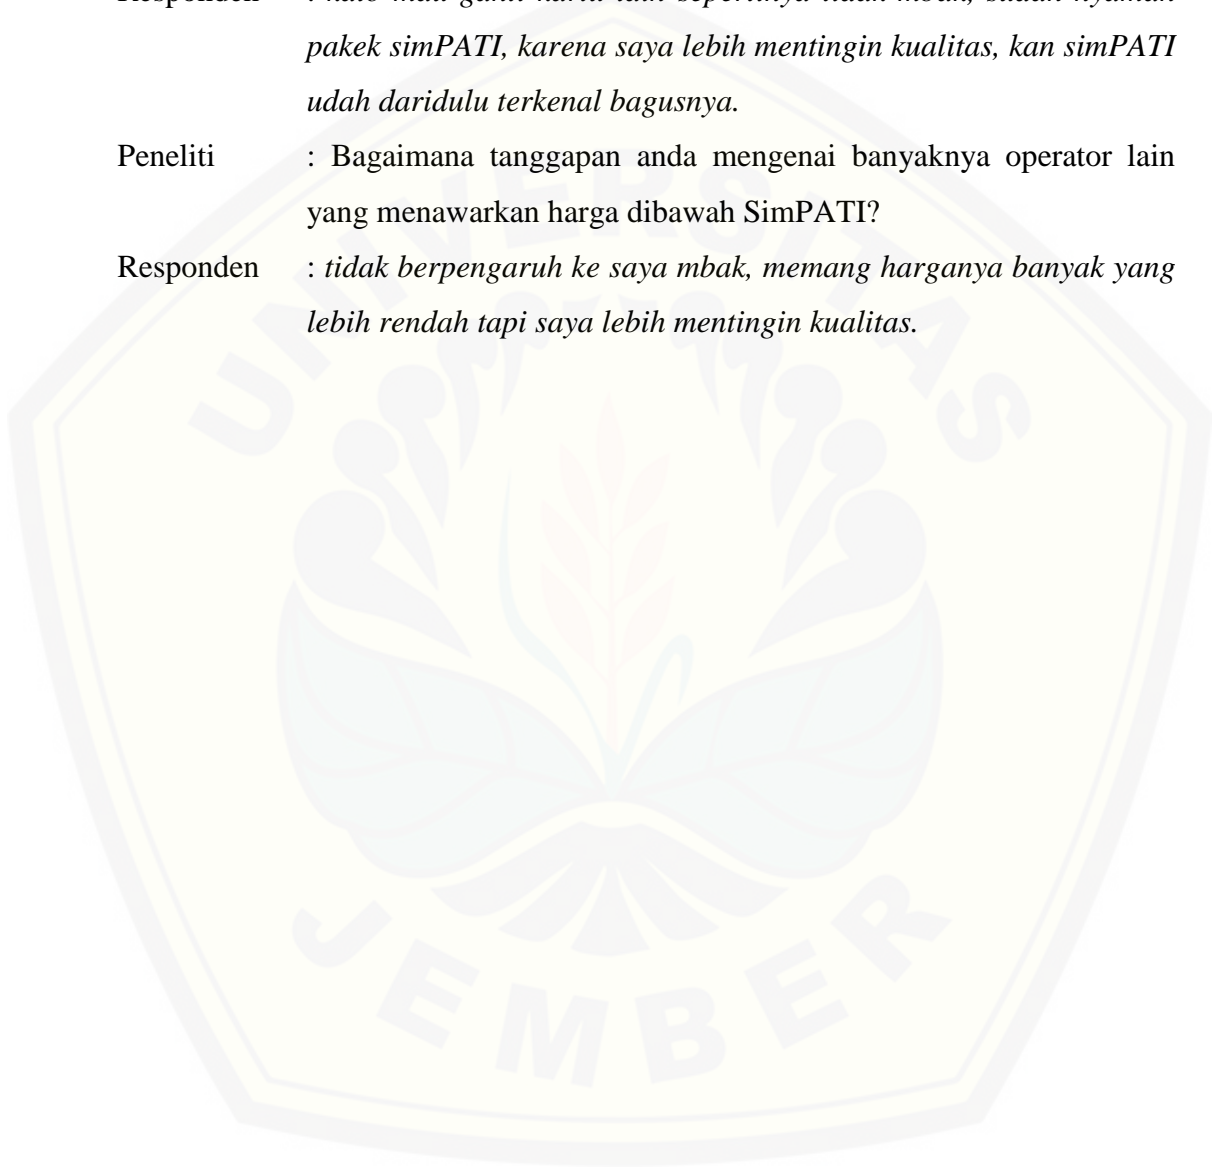 pakek simPATI, karena saya lebih mentingin kualitas, kan simPATI
udah daridulu terkenal bagusnya.
Peneliti : Bagaimana tanggapan anda mengenai banyaknya operator lain
yang menawarkan harga dibawah SimPATI?
Responden : tidak berpengaruh ke saya mbak, memang harganya banyak yang
lebih rendah tapi saya lebih mentingin kualitas.
UNIVERSITAS
JEMBER